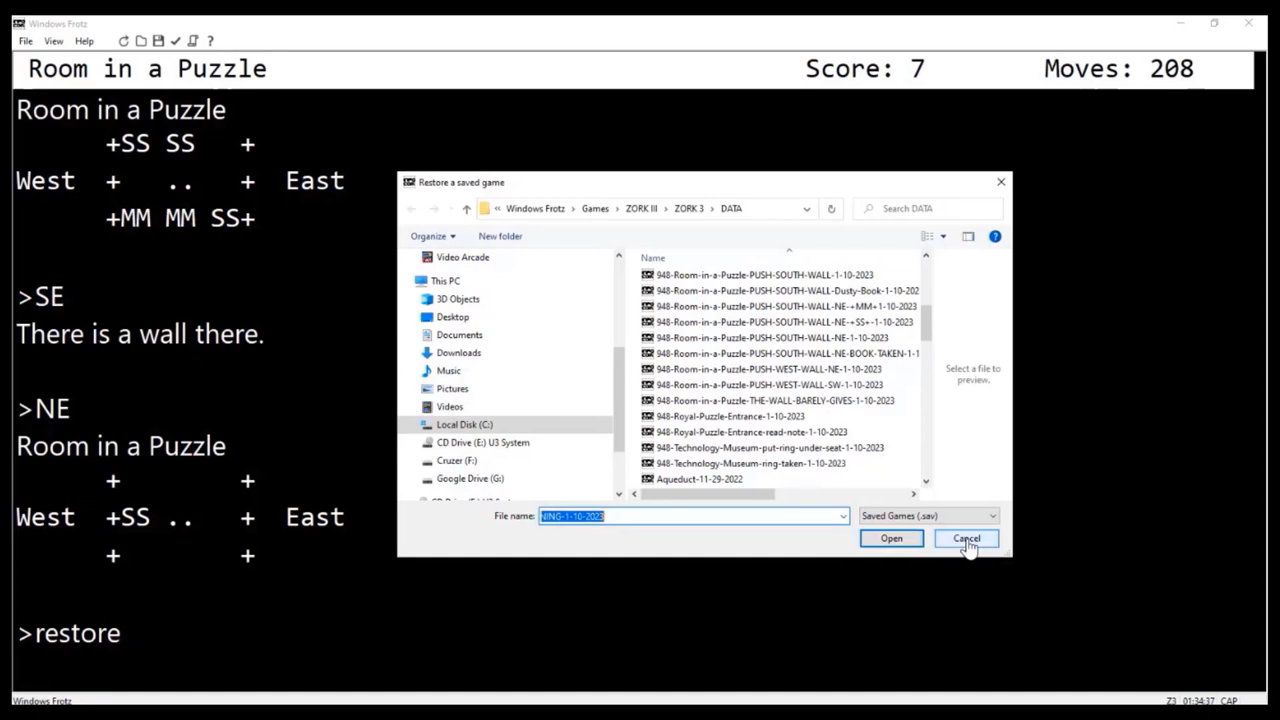 Windows Frotz
File View Help
Room in a Puzzle Score: 7 Moves: 208
Room in a Puzzle
+SS SS +
West + .. + East
+MM MM SS+
>SE
There is a wall there.
>NE
Room in a Puzzle
+ +
West +SS .. + East
+ +
>restore
Restore a saved game
« Windows Frotz › Games › ZORK III › ZORK 3 › DATA
Search DATA
Organize New folder
Video Arcade
This PC
3D Objects
Desktop
Documents
Downloads
Music
Pictures
Videos
Local Disk (C:)
CD Drive (E:) U3 System
Cruzer (F:)
Google Drive (G:)
Name
948-Room-in-a-Puzzle-PUSH-SOUTH-WALL-1-10-2023
948-Room-in-a-Puzzle-PUSH-SOUTH-WALL-Dusty-Book-1-10-202
948-Room-in-a-Puzzle-PUSH-SOUTH-WALL-NE-+MM+1-10-2023
948-Room-in-a-Puzzle-PUSH-SOUTH-WALL-NE-+SS+-1-10-2023
948-Room-in-a-Puzzle-PUSH-SOUTH-WALL-NE-1-10-2023
948-Room-in-a-Puzzle-PUSH-SOUTH-WALL-NE-BOOK-TAKEN-1-1
948-Room-in-a-Puzzle-PUSH-WEST-WALL-NE-1-10-2023
948-Room-in-a-Puzzle-PUSH-WEST-WALL-SW-1-10-2023
948-Room-in-a-Puzzle-THE-WALL-BARELY-GIVES-1-10-2023
948-Royal-Puzzle-Entrance-1-10-2023
948-Royal-Puzzle-Entrance-read-note-1-10-2023
948-Technology-Museum-put-ring-under-seat-1-10-2023
948-Technology-Museum-ring-taken-1-10-2023
Aqueduct-11-29-2022
Select a file to
preview.
File name: NING-1-10-2023 Saved Games (.sav)
Open Cancel
Windows Frotz Z3 01:34:37 CAP